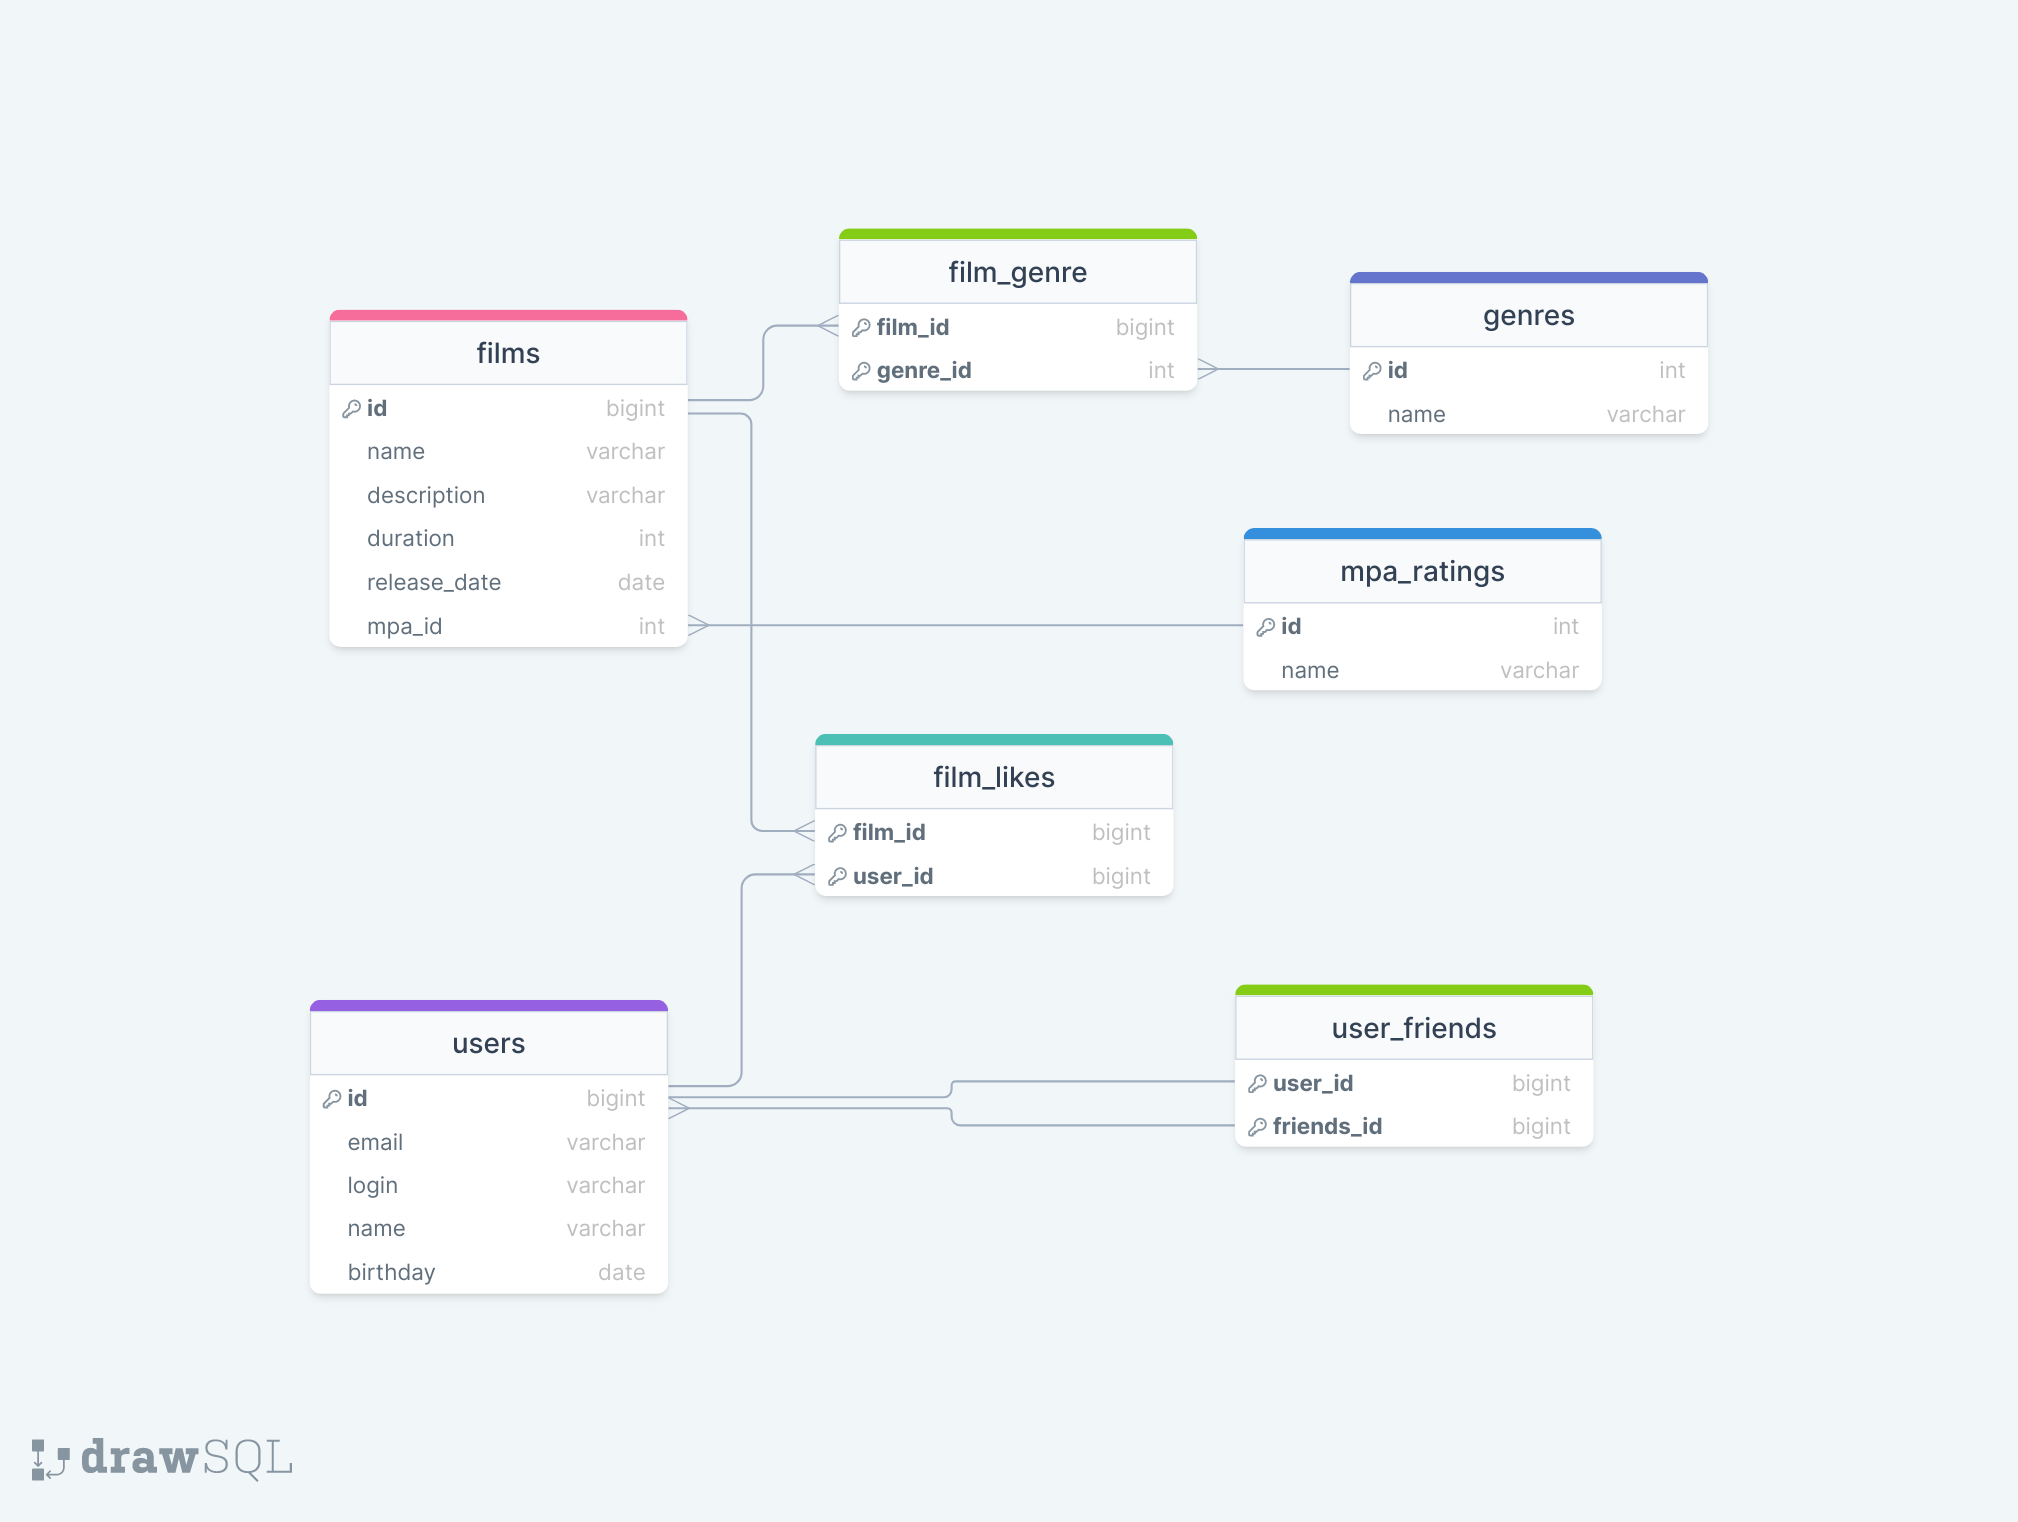 films
id bigint
name varchar
description varchar
duration int
release_date date
mpa_id int
film_genre
film_id bigint
genre_id int
genres
id int
name varchar
mpa_ratings
id int
name varchar
film_likes
film_id bigint
user_id bigint
users
id bigint
email varchar
login varchar
name varchar
birthday date
user_friends
user_id bigint
friends_id bigint
drawSQL